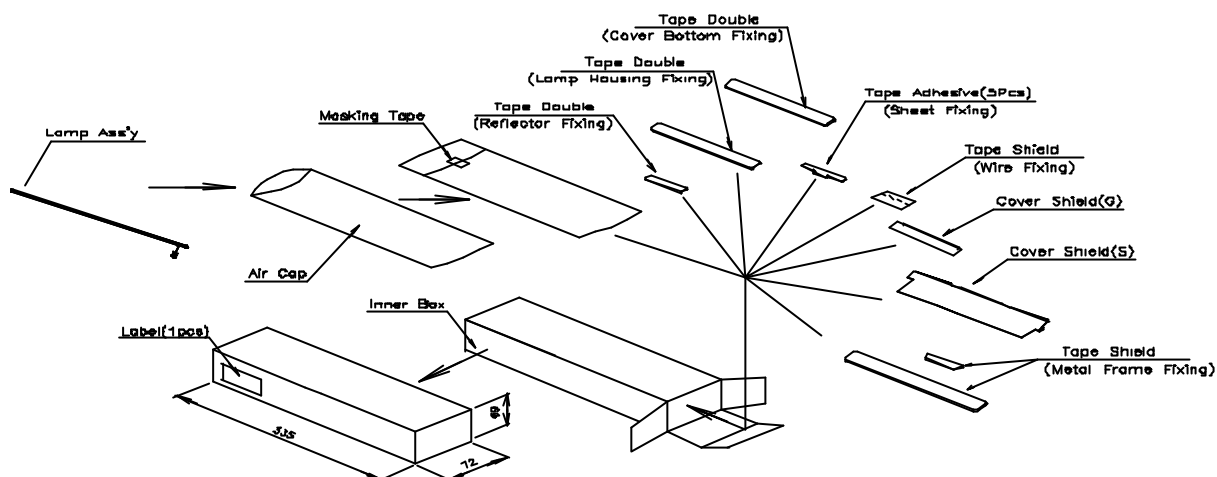 Tape Double
(Cover Bottom Fixing)
Tape Double
(Lamp Housing Fixing)
Tape Double
(Reflector Fixing)
Tape Adhesive(3Pcs)
(Sheet Fixing)
Masking Tape
Lamp Ass'y
Tape Shield
(Wire Fixing)
Cover Shield(G)
Cover Shield(S)
Air Cap
Inner Box
Label(1pcs)
Tape Shield
(Metal Frame Fixing)
335
72